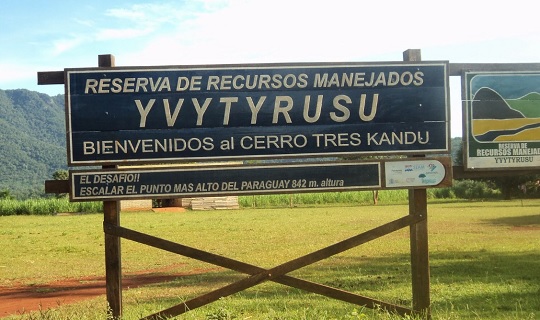 RESERVA DE RECURSOS MANEJADOS
YVYTYRUSU
BIENVENIDOS al CERRO TRES KANDU
EL DESAFIO!!
ESCALAR EL PUNTO MAS ALTO DEL PARAGUAY 842 m. altura
RESERVA DE
RECURSOS MANEJADOS
YVYTYRUSU